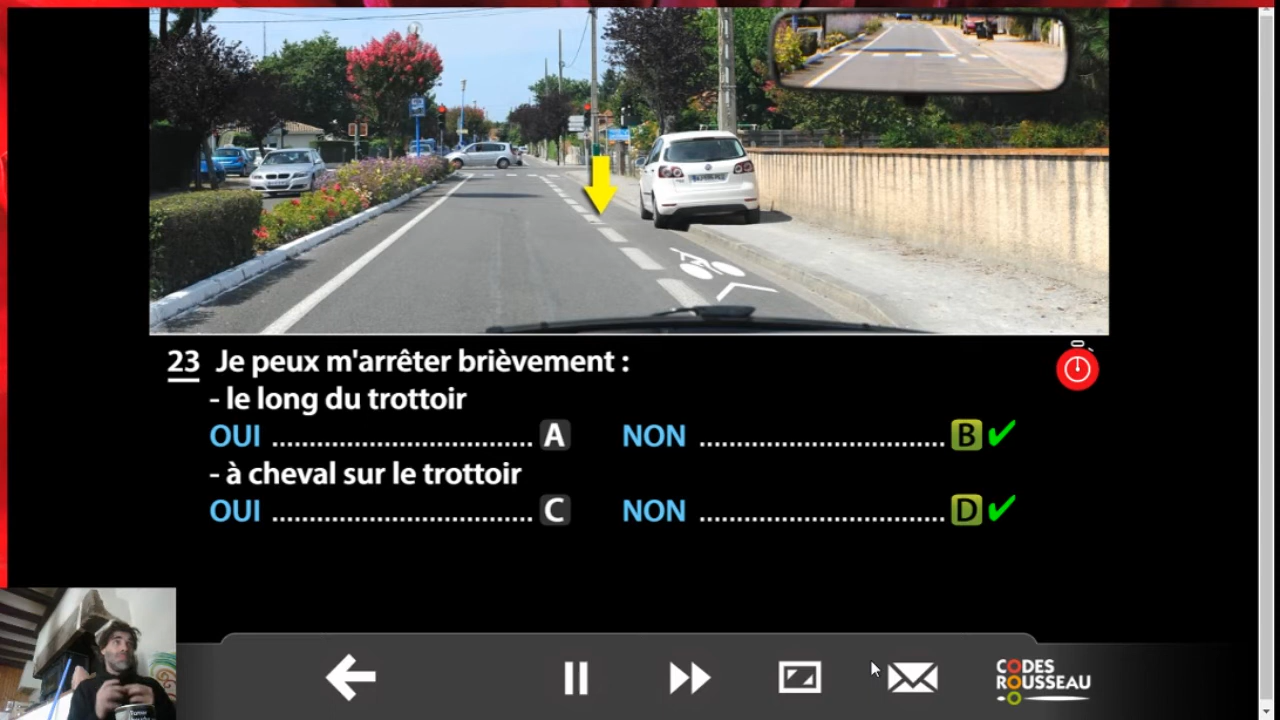 23 Je peux m'arrêter brièvement :
- le long du trottoir
OUI ................................. A NON ............................... B ✔
- à cheval sur le trottoir
OUI ................................. C NON ............................... D ✔
CODES
ROUSSEAU